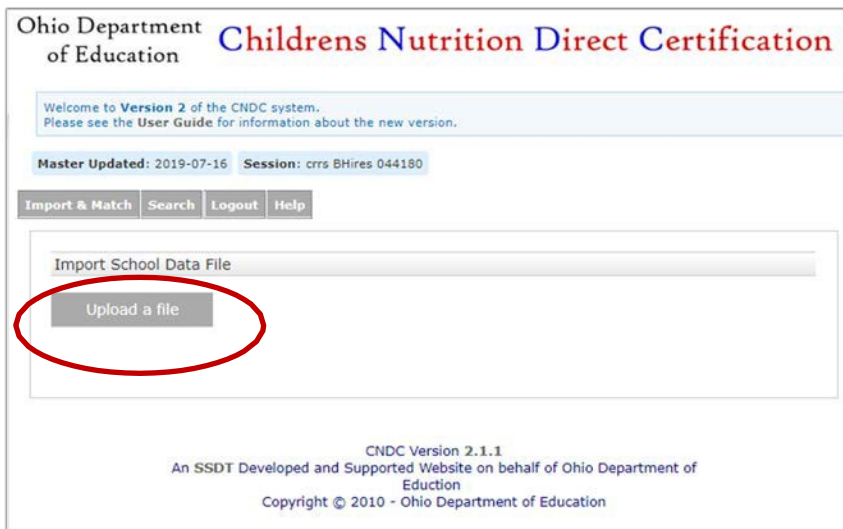 Ohio Department
of Education
Childrens Nutrition Direct Certification
Welcome to Version 2 of the CNDC system.
Please see the User Guide for information about the new version.
Master Updated: 2019-07-16 Session: crrs BHires 044180
Import & Match Search Logout Help
Import School Data File
Upload a file
CNDC Version 2.1.1
An SSDT Developed and Supported Website on behalf of Ohio Department of
Eduction
Copyright © 2010 - Ohio Department of Education